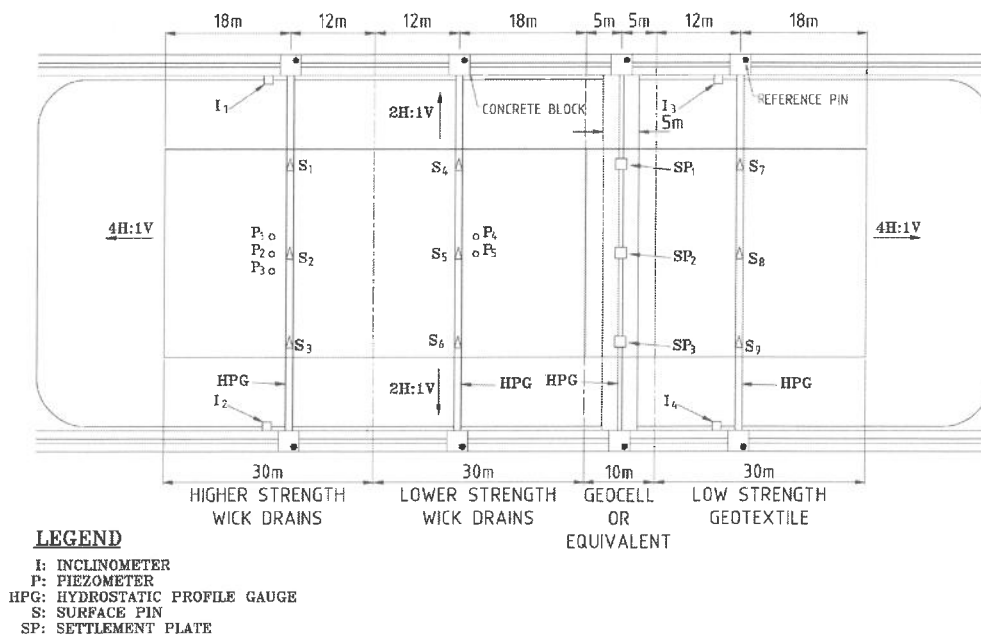 18m 12m 12m 18m 5m 5m 12m 18m
I1
2H:1V
CONCRETE BLOCK
I3
REFERENCE PIN
5m
S1
S4
SP1
S7
4H:1V
P1
P2
P3
S2
P4
P5
S5
SP2
S8
4H:1V
S3
S6
SP3
S9
HPG
2H:1V
HPG
HPG
HPG
I2
I4
30m 30m 10m 30m
HIGHER STRENGTH
WICK DRAINS
LOWER STRENGTH
WICK DRAINS
GEOCELL
OR
EQUIVALENT
LOW STRENGTH
GEOTEXTILE
LEGEND
I: INCLINOMETER
P: PIEZOMETER
HPG: HYDROSTATIC PROFILE GAUGE
S: SURFACE PIN
SP: SETTLEMENT PLATE